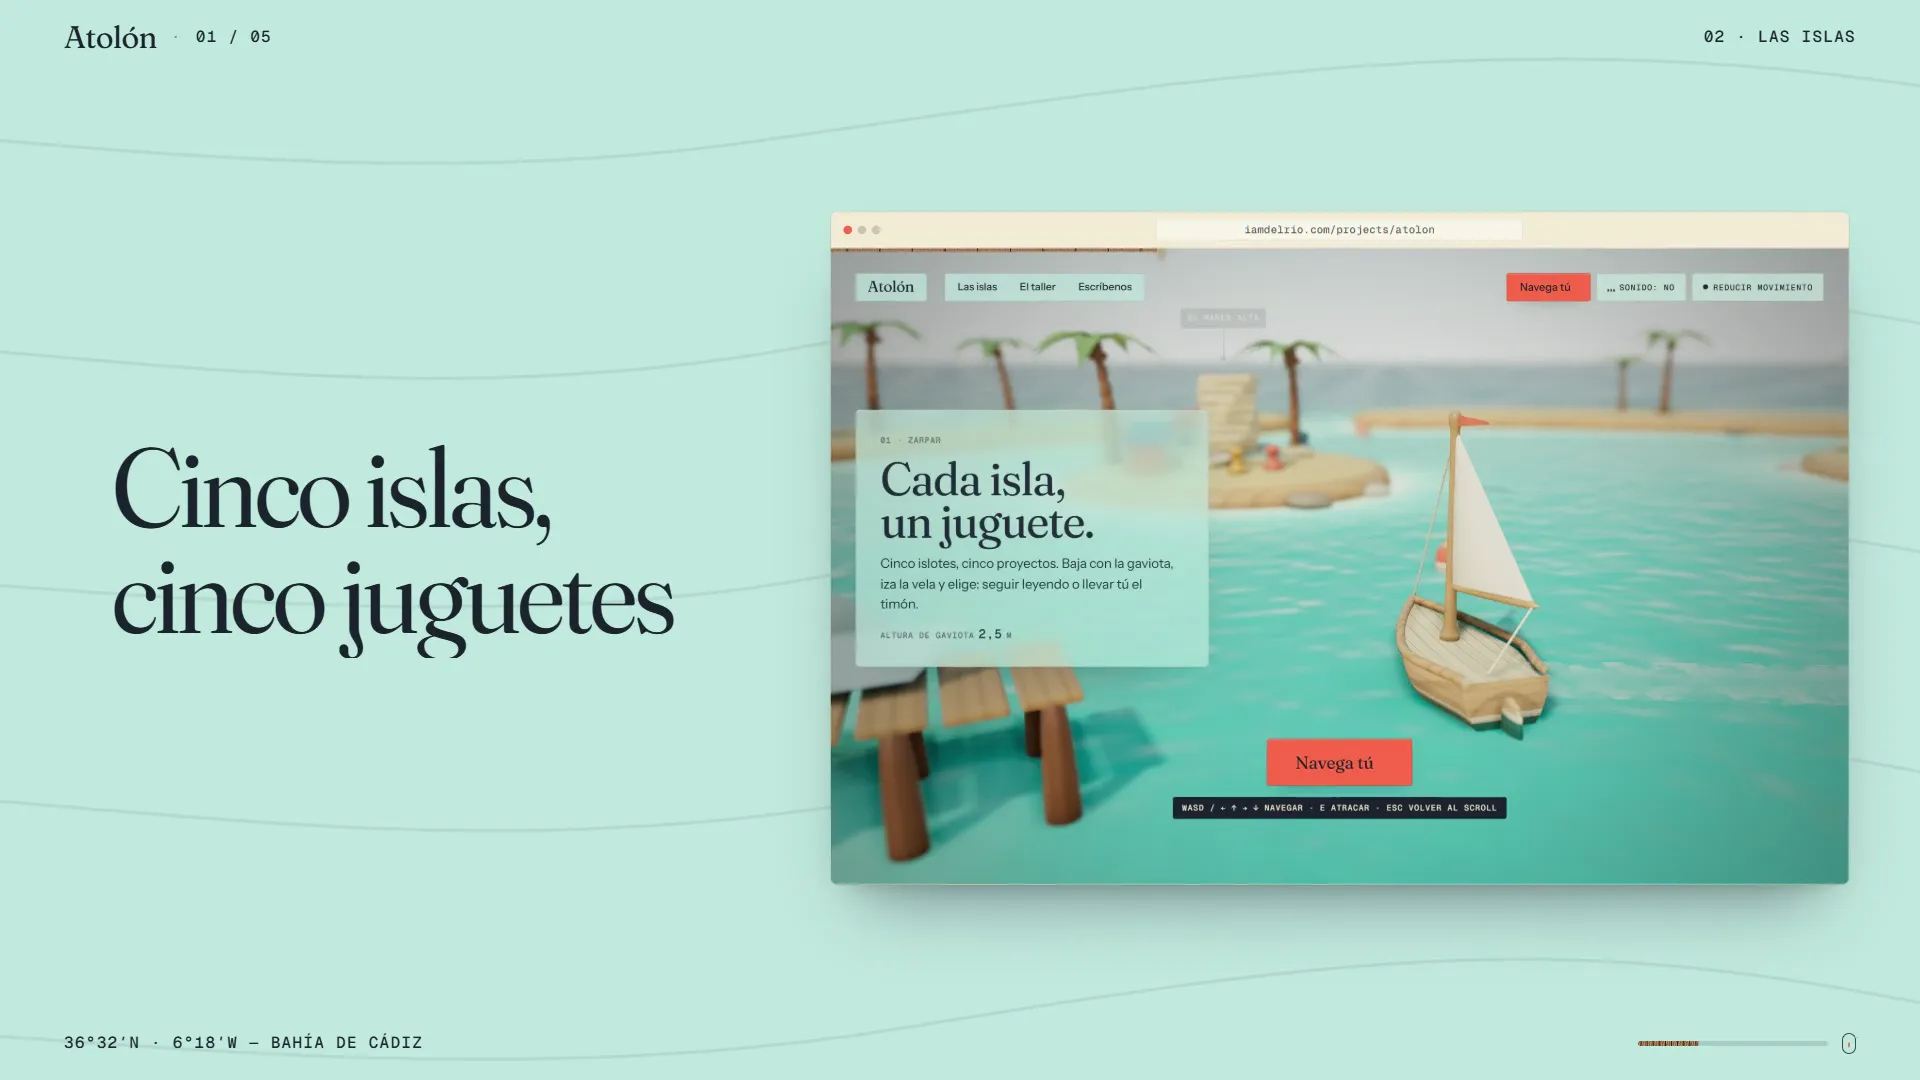 Atolón · 01 / 05
02 · LAS ISLAS
Cinco islas,
cinco juguetes
iamdelrio.com/projects/atolon
Atolón
Las islas El taller Escríbenos
Navega tú
SONIDO: NO
REDUCIR MOVIMIENTO
01 · ZARPAR
Cada isla,
un juguete.
Cinco islotes, cinco proyectos. Baja con la gaviota,
iza la vela y elige: seguir leyendo o llevar tú el
timón.
ALTURA DE GAVIOTA 2,5 M
Navega tú
WASD / ← ↑ → ↓ NAVEGAR · E ATRACAR · ESC VOLVER AL SCROLL
36°32′N · 6°18′W — BAHÍA DE CÁDIZ